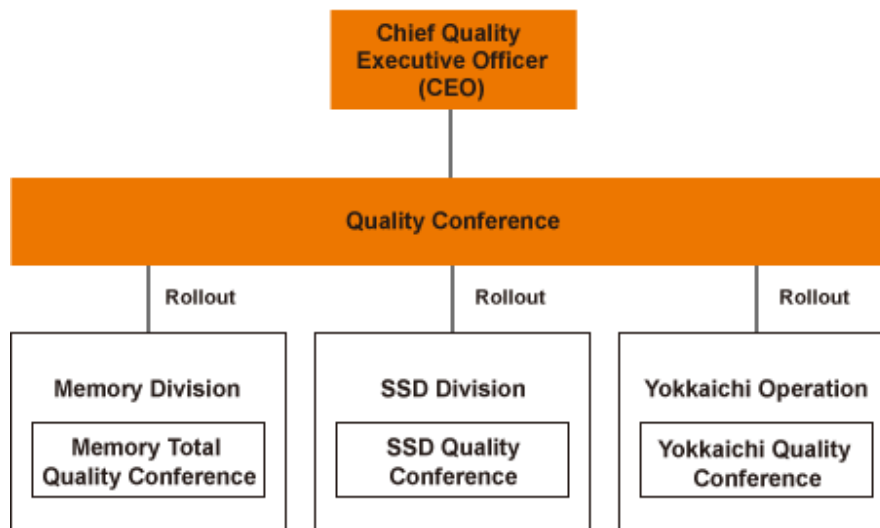 Chief Quality
Executive Officer
(CEO)
Quality Conference
Rollout
Rollout
Rollout
Memory Division
Memory Total
Quality Conference
SSD Division
SSD Quality
Conference
Yokkaichi Operation
Yokkaichi Quality
Conference